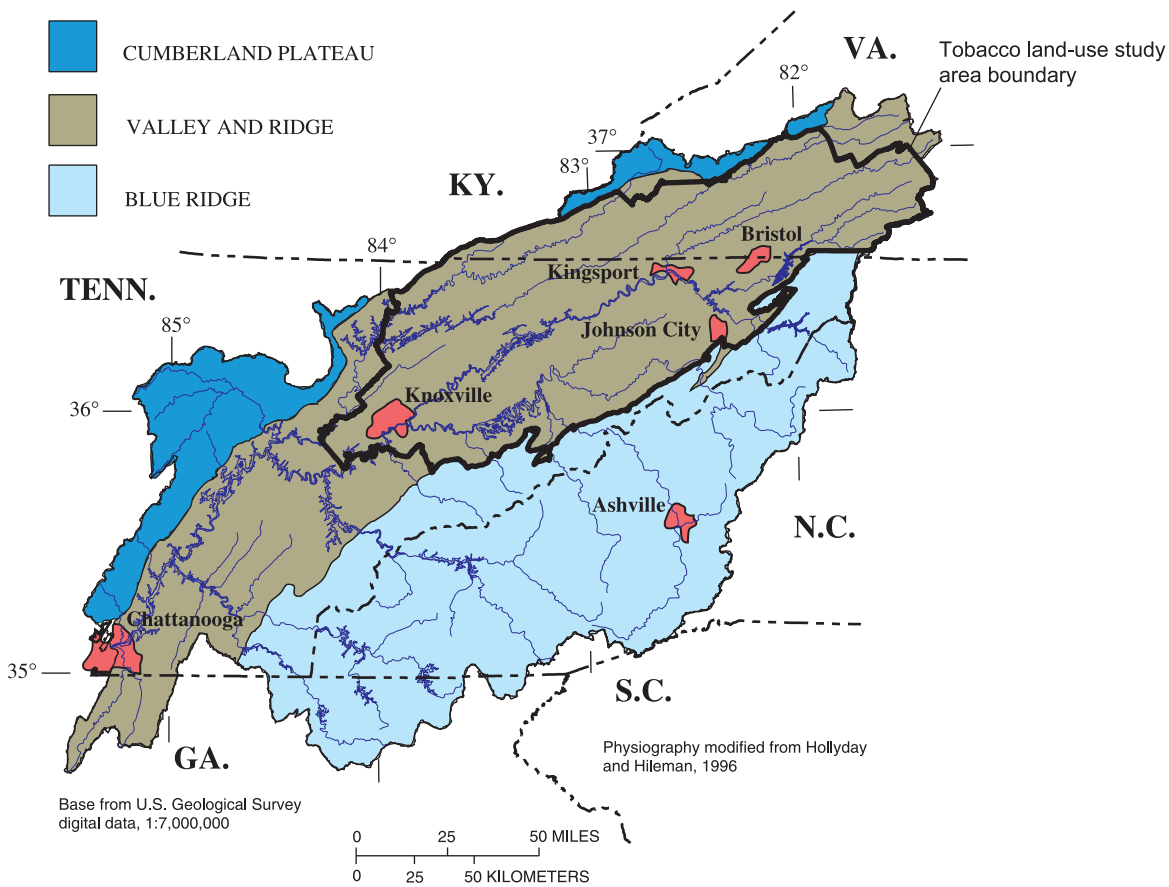 CUMBERLAND PLATEAU
VALLEY AND RIDGE
BLUE RIDGE
VA.
Tobacco land-use study
area boundary
82°
37°
83°
KY.
84°
Bristol
Kingsport
TENN.
85°
Johnson City
36°
Knoxville
Ashville
N.C.
Chattanooga
35°
S.C.
GA.
Physiography modified from Hollyday
and Hileman, 1996
Base from U.S. Geological Survey
digital data, 1:7,000,000
0 25 50 MILES
0 25 50 KILOMETERS